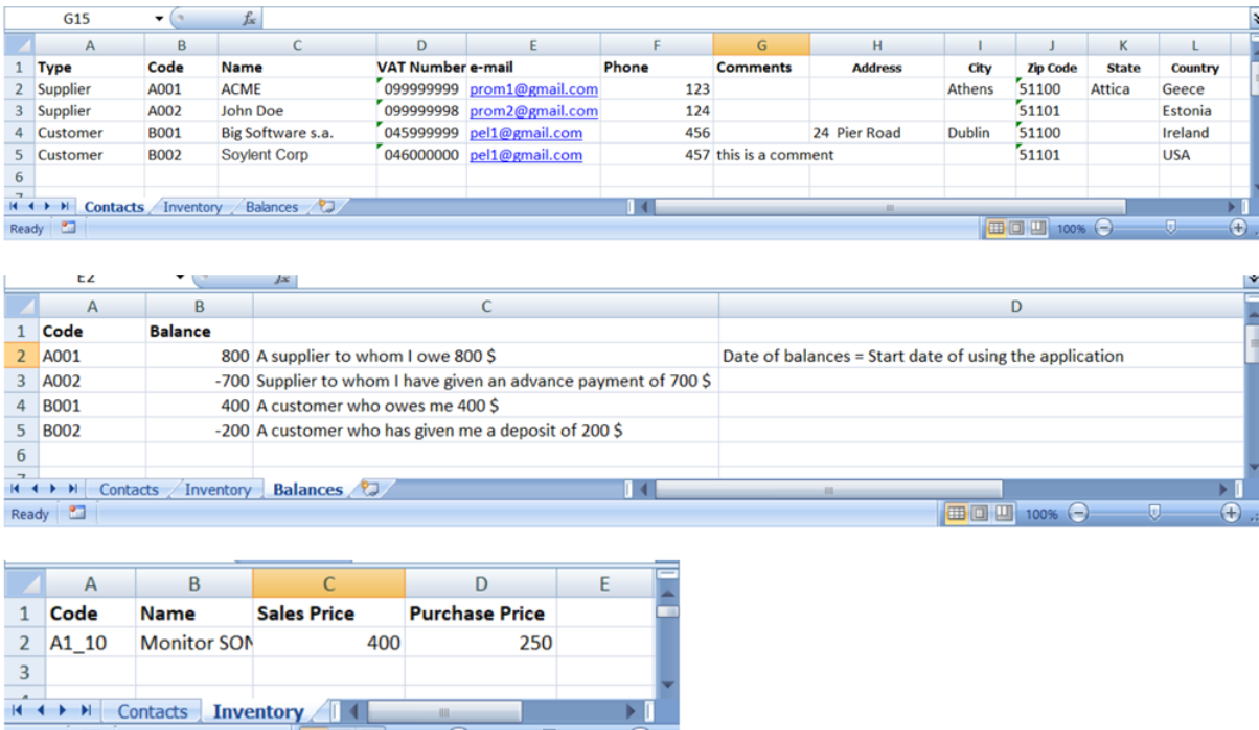 G15 fx
A B C D E F G H I J K L
1 Type Code Name VAT Number e-mail Phone Comments Address City Zip Code State Country
2 Supplier A001 ACME 099999999 prom1@gmail.com 123 Athens 51100 Attica Geece
3 Supplier A002 John Doe 099999998 prom2@gmail.com 124 51101 Estonia
4 Customer B001 Big Software s.a. 045999999 pel1@gmail.com 456 24 Pier Road Dublin 51100 Ireland
5 Customer B002 Soylent Corp 046000000 pel1@gmail.com 457 this is a comment 51101 USA
6
Contacts Inventory Balances
Ready 100%
E2 fx
A B C D
1 Code Balance
2 A001 800 A supplier to whom I owe 800 $ Date of balances = Start date of using the application
3 A002 -700 Supplier to whom I have given an advance payment of 700 $
4 B001 400 A customer who owes me 400 $
5 B002 -200 A customer who has given me a deposit of 200 $
6
Contacts Inventory Balances
Ready 100%
A B C D E
1 Code Name Sales Price Purchase Price
2 A1_10 Monitor SON 400 250
3
Contacts Inventory